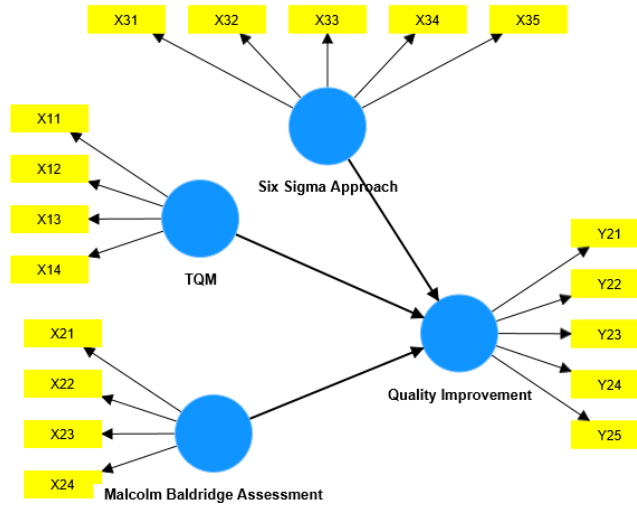 X31
X32
X33
X34
X35
Six Sigma Approach
X11
X12
X13
X14
TQM
X21
X22
X23
X24
Malcolm Baldridge Assessment
Y21
Y22
Y23
Y24
Y25
Quality Improvement